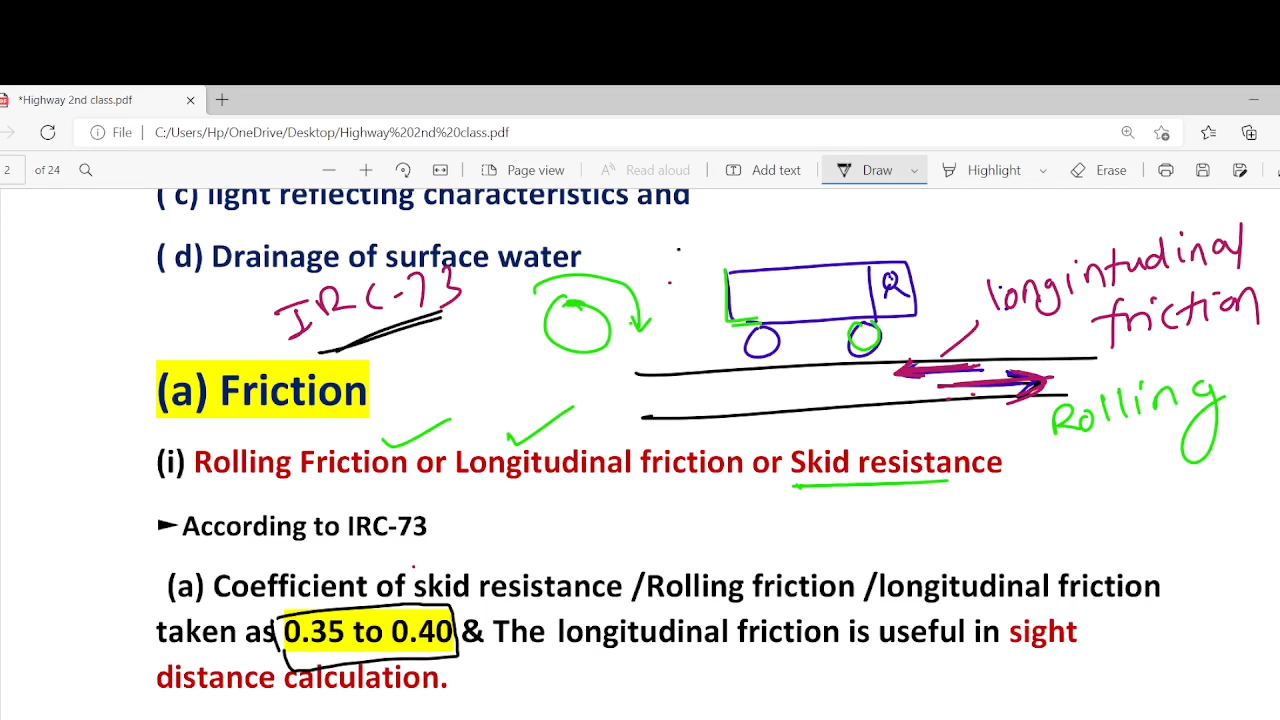 *Highway 2nd class.pdf
File C:/Users/Hp/OneDrive/Desktop/Highway%202nd%20class.pdf
2 of 24 Page view Read aloud Add text Draw Highlight Erase
( c) light reflecting characteristics and
( d) Drainage of surface water
IRC-73
R
longintudinal
friction
(a) Friction
Rolling
(i) Rolling Friction or Longitudinal friction or Skid resistance
►According to IRC-73
(a) Coefficient of skid resistance /Rolling friction /longitudinal friction
taken as 0.35 to 0.40 & The longitudinal friction is useful in sight
distance calculation.